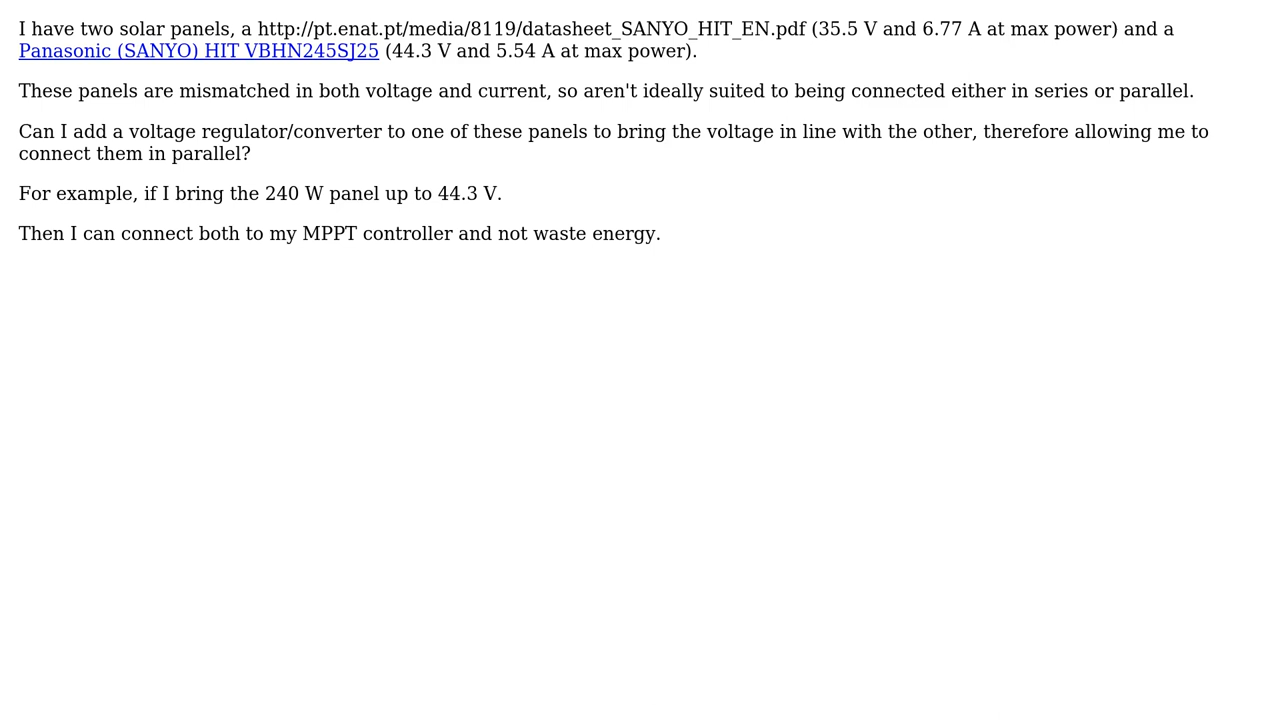 I have two solar panels, a http://pt.enat.pt/media/8119/datasheet_SANYO_HIT_EN.pdf (35.5 V and 6.77 A at max power) and a
Panasonic (SANYO) HIT VBHN245SJ25 (44.3 V and 5.54 A at max power).
These panels are mismatched in both voltage and current, so aren't ideally suited to being connected either in series or parallel.
Can I add a voltage regulator/converter to one of these panels to bring the voltage in line with the other, therefore allowing me to
connect them in parallel?
For example, if I bring the 240 W panel up to 44.3 V.
Then I can connect both to my MPPT controller and not waste energy.